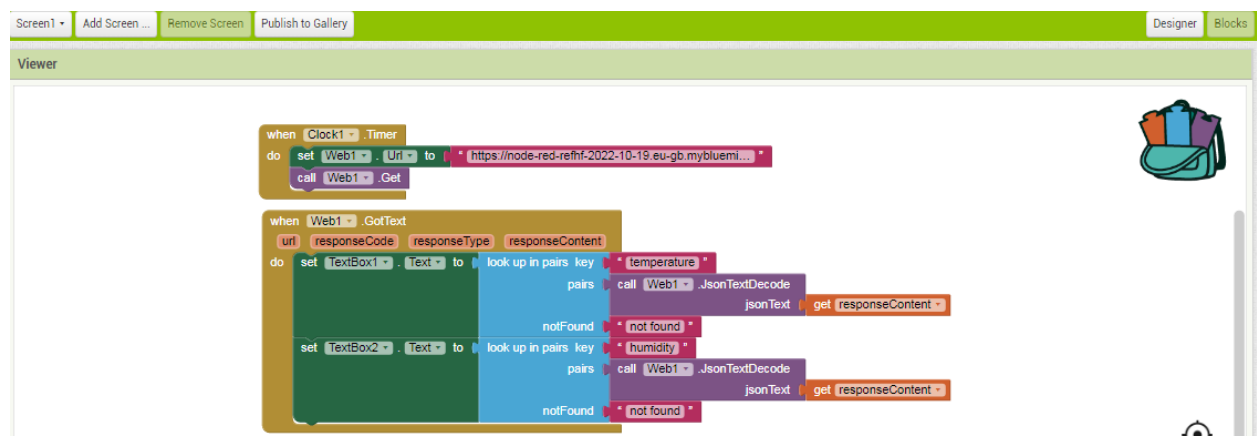 Screen1 Add Screen ... Remove Screen Publish to Gallery Designer Blocks
Viewer
when Clock1 .Timer
do set Web1 . Url to " https://node-red-refhf-2022-10-19.eu-gb.mybluemi... "
call Web1 .Get
when Web1 .GotText
url responseCode responseType responseContent
do set TextBox1 . Text to look up in pairs key " temperature "
pairs call Web1 .JsonTextDecode
jsonText get responseContent
notFound " not found "
set TextBox2 . Text to look up in pairs key " humidity "
pairs call Web1 .JsonTextDecode
jsonText get responseContent
notFound " not found "